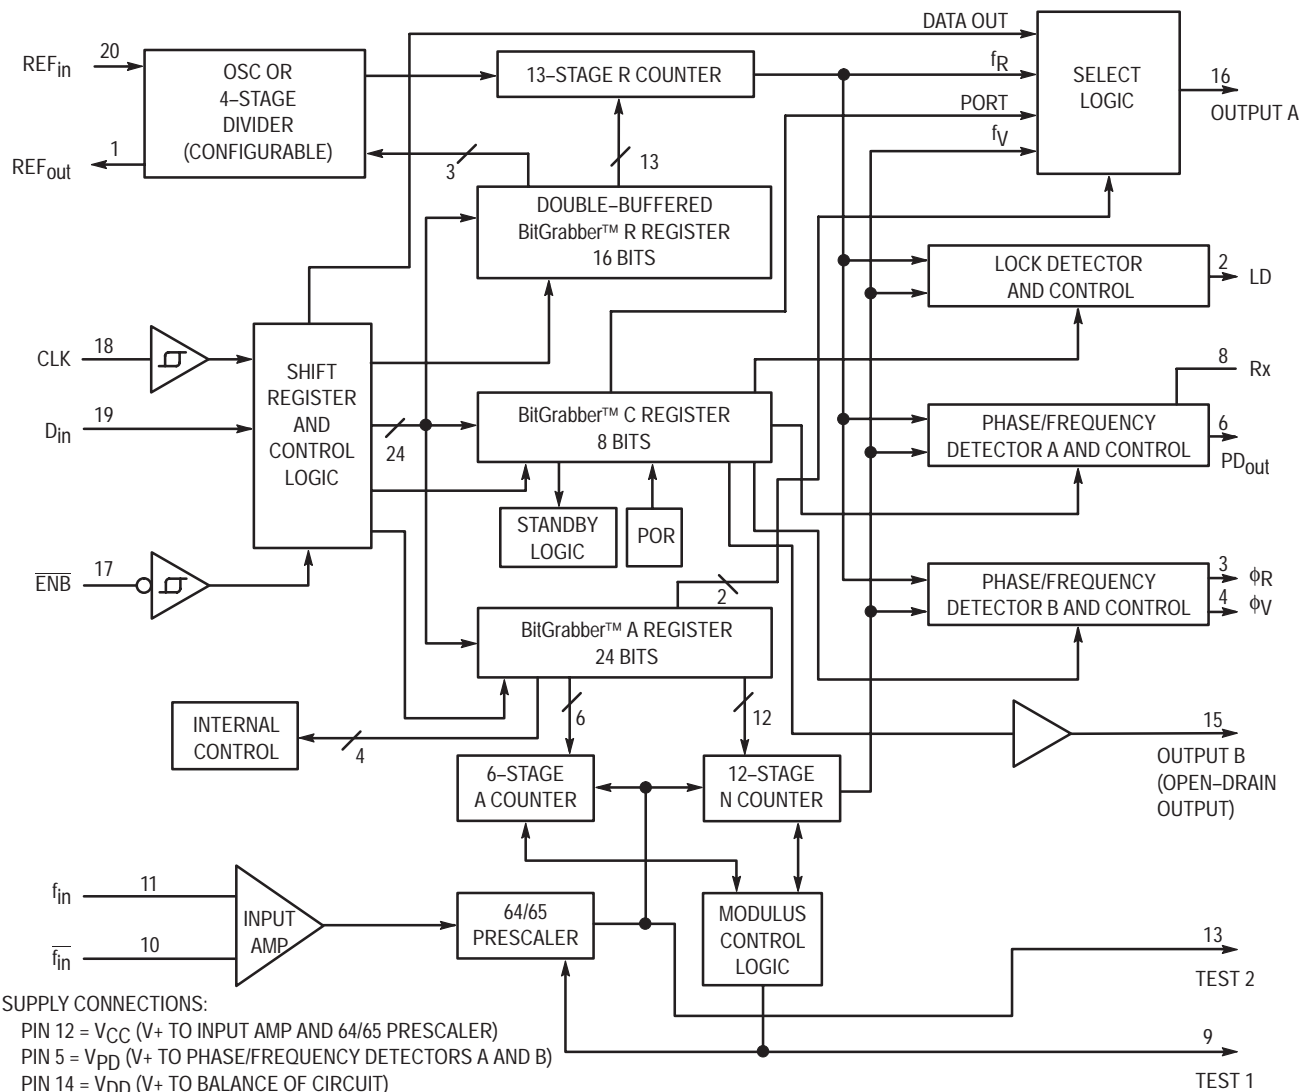 DATA OUT
REFin
20
OSC OR
4–STAGE
DIVIDER
(CONFIGURABLE)
13–STAGE R COUNTER
fR
SELECT
LOGIC
16
OUTPUT A
PORT
fV
REFout
1
3
13
DOUBLE–BUFFERED
BitGrabber™ R REGISTER
16 BITS
LOCK DETECTOR
AND CONTROL
2
LD
CLK
18
SHIFT
REGISTER
AND
CONTROL
LOGIC
8
Rx
Din
19
24
BitGrabber™ C REGISTER
8 BITS
PHASE/FREQUENCY
DETECTOR A AND CONTROL
6
PDout
STANDBY
LOGIC
POR
ENB
17
2
PHASE/FREQUENCY
DETECTOR B AND CONTROL
3
ϕR
4
ϕV
BitGrabber™ A REGISTER
24 BITS
INTERNAL
CONTROL
4
6
12
15
OUTPUT B
(OPEN–DRAIN
OUTPUT)
6–STAGE
A COUNTER
12–STAGE
N COUNTER
fin
11
INPUT
AMP
64/65
PRESCALER
MODULUS
CONTROL
LOGIC
fin
10
13
TEST 2
SUPPLY CONNECTIONS:
PIN 12 = VCC (V+ TO INPUT AMP AND 64/65 PRESCALER)
PIN 5 = VPD (V+ TO PHASE/FREQUENCY DETECTORS A AND B)
PIN 14 = VDD (V+ TO BALANCE OF CIRCUIT)
9
TEST 1